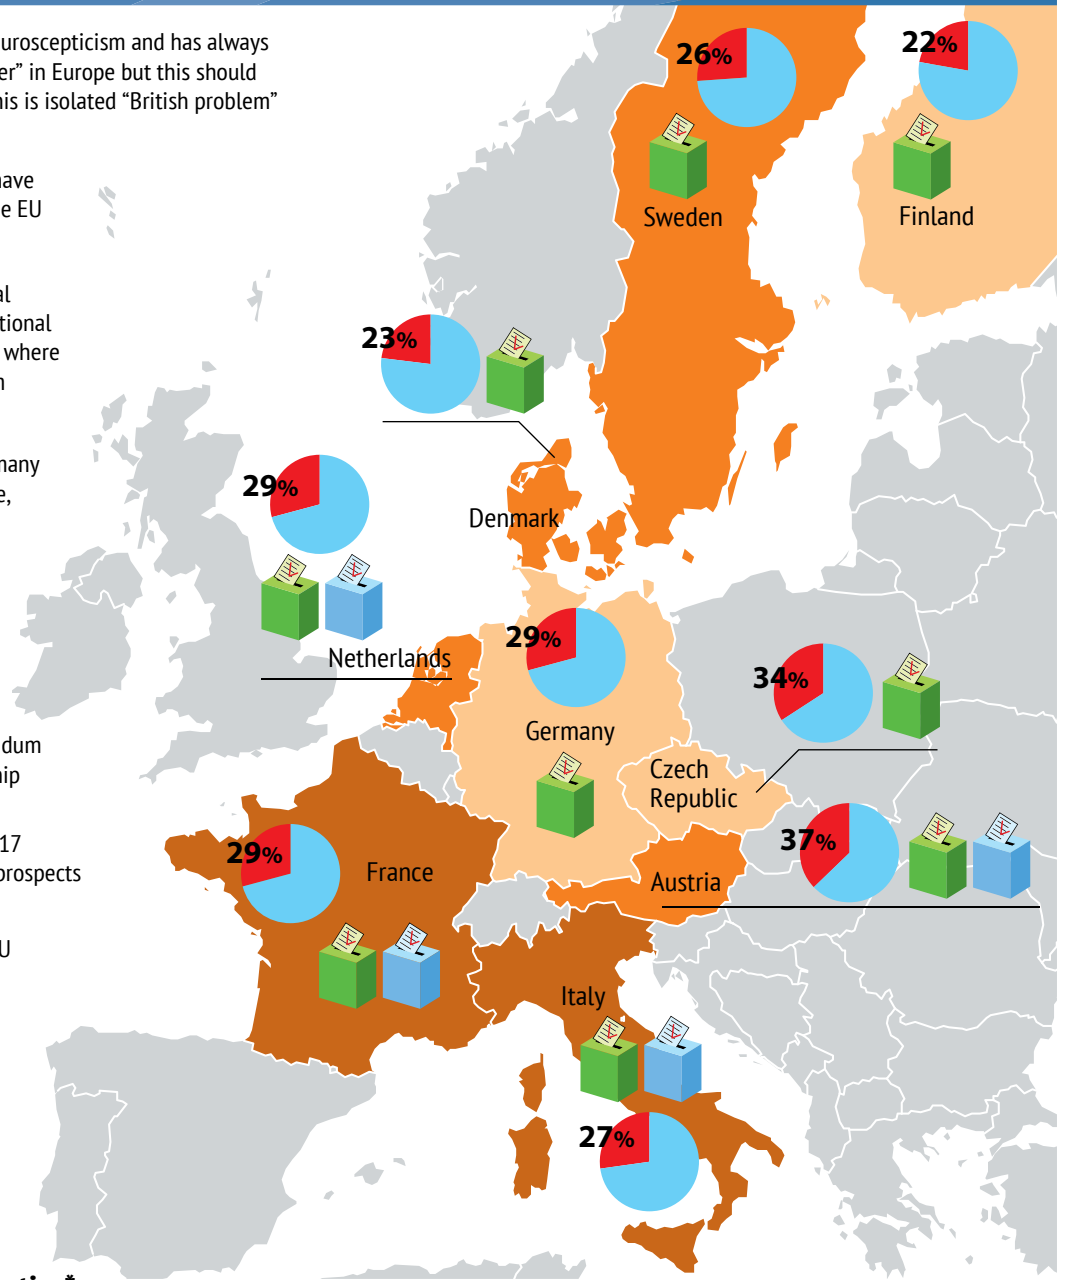 uroscepticism and has always
er” in Europe but this should
his is isolated “British problem”
have
e EU
al
tional
where
n
many
e,
dum
hip
17
prospects
U
26%
22%
Sweden
Finland
23%
Denmark
29%
Netherlands
29%
Germany
34%
Czech
Republic
37%
Austria
29%
France
Italy
27%